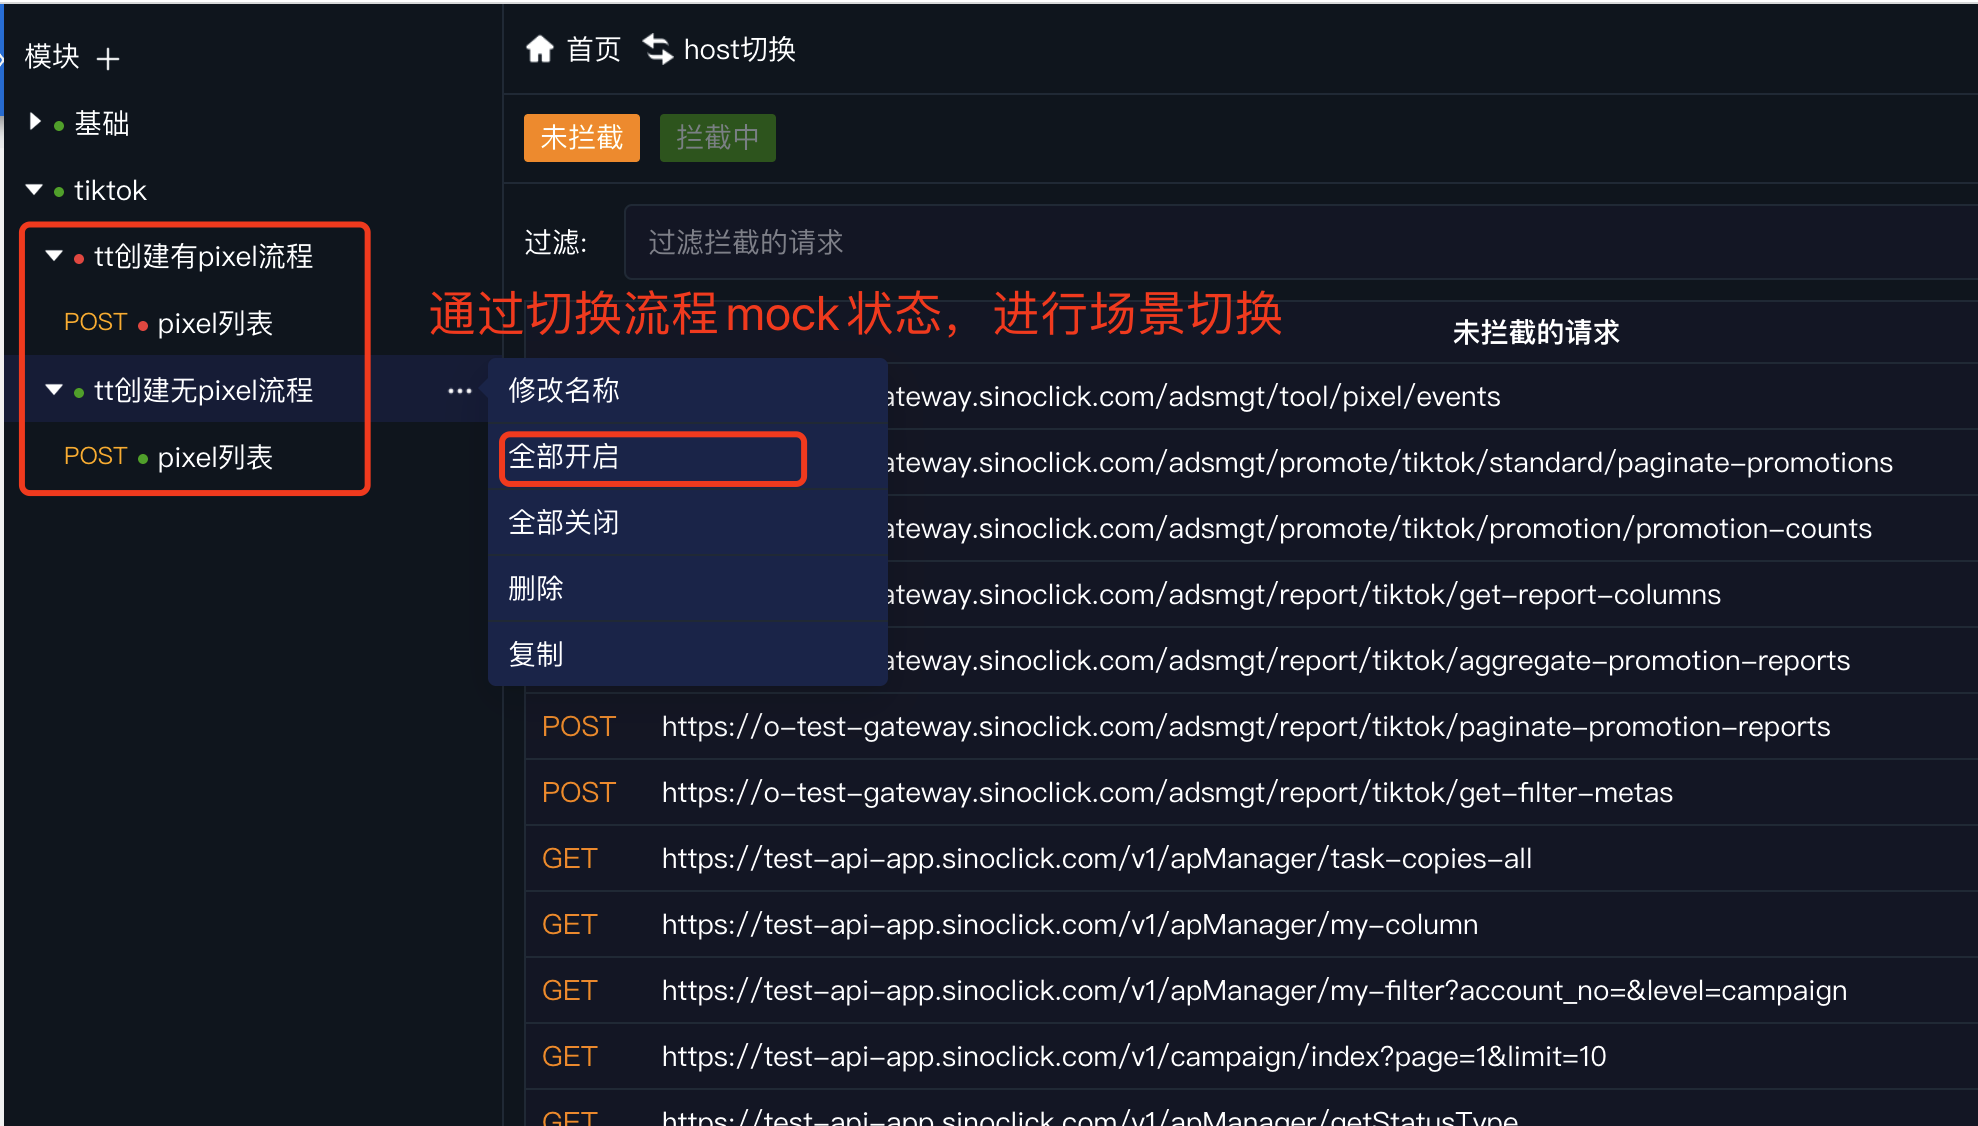 模块
基础
tiktok
tt创建有pixel流程
POST pixel列表
tt创建无pixel流程
POST pixel列表
首页 host切换
未拦截 拦截中
过滤: 过滤拦截的请求
通过切换流程mock状态，进行场景切换
未拦截的请求
修改名称
全部开启
全部关闭
删除
复制
ateway.sinoclick.com/adsmgt/tool/pixel/events
ateway.sinoclick.com/adsmgt/promote/tiktok/standard/paginate-promotions
ateway.sinoclick.com/adsmgt/promote/tiktok/promotion/promotion-counts
ateway.sinoclick.com/adsmgt/report/tiktok/get-report-columns
ateway.sinoclick.com/adsmgt/report/tiktok/aggregate-promotion-reports
POST https://o-test-gateway.sinoclick.com/adsmgt/report/tiktok/paginate-promotion-reports
POST https://o-test-gateway.sinoclick.com/adsmgt/report/tiktok/get-filter-metas
GET https://test-api-app.sinoclick.com/v1/apManager/task-copies-all
GET https://test-api-app.sinoclick.com/v1/apManager/my-column
GET https://test-api-app.sinoclick.com/v1/apManager/my-filter?account_no=&level=campaign
GET https://test-api-app.sinoclick.com/v1/campaign/index?page=1&limit=10
GET https://test-api-app.sinoclick.com/v1/apManager/getStatusType